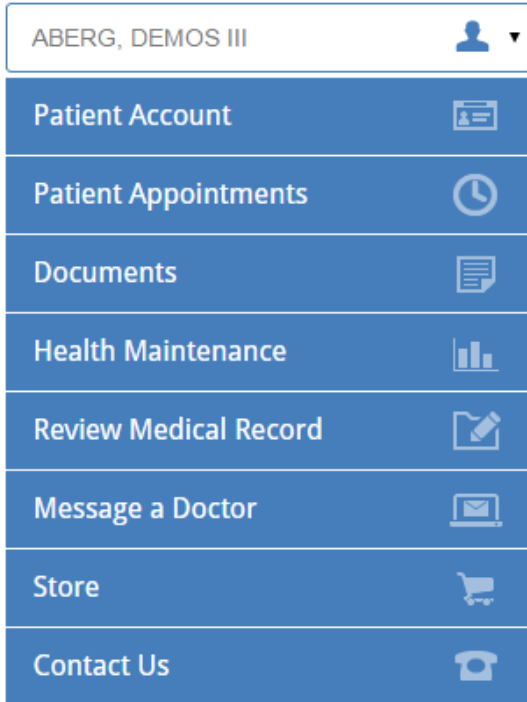 ABERG, DEMOS III
Patient Account
Patient Appointments
Documents
Health Maintenance
Review Medical Record
Message a Doctor
Store
Contact Us